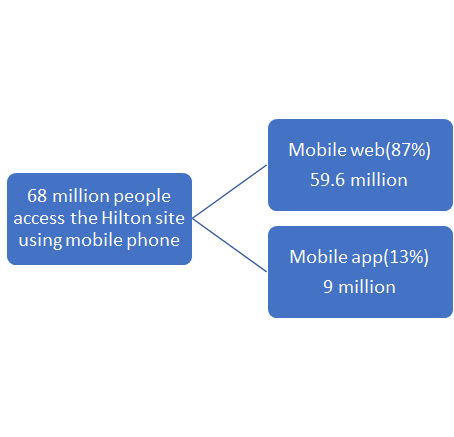 68 million people
access the Hilton site
using mobile phone
Mobile web(87%)
59.6 million
Mobile app(13%)
9 million